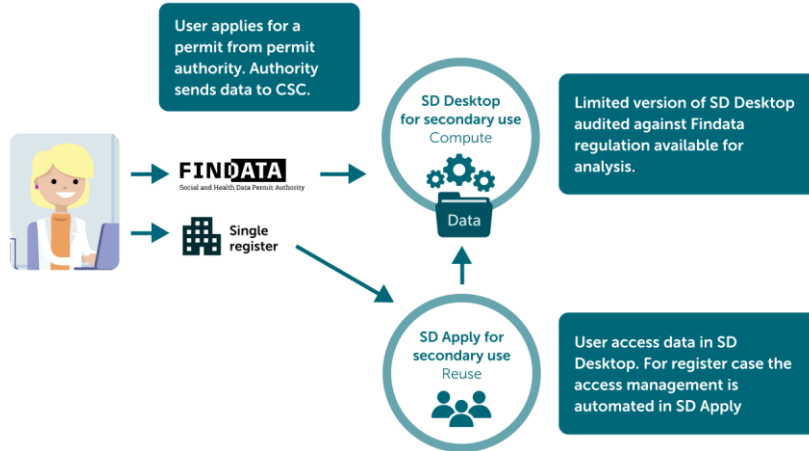 User applies for a
permit from permit
authority. Authority
sends data to CSC.
SD Desktop
for secondary use
Compute
Data
Limited version of SD Desktop
audited against Findata
regulation available for
analysis.
FINDATA
Social and Health Data Permit Authority
Single
register
SD Apply for
secondary use
Reuse
User access data in SD
Desktop. For register case the
access management is
automated in SD Apply